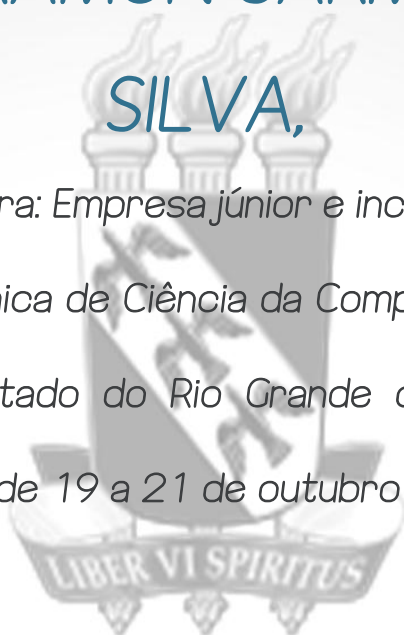 SILVA,
ra: Empresa júnior e inc
ica de Ciência da Comp
tado do Rio Grande
de 19 a 21 de outubro
LIBER VI SPIRITUS